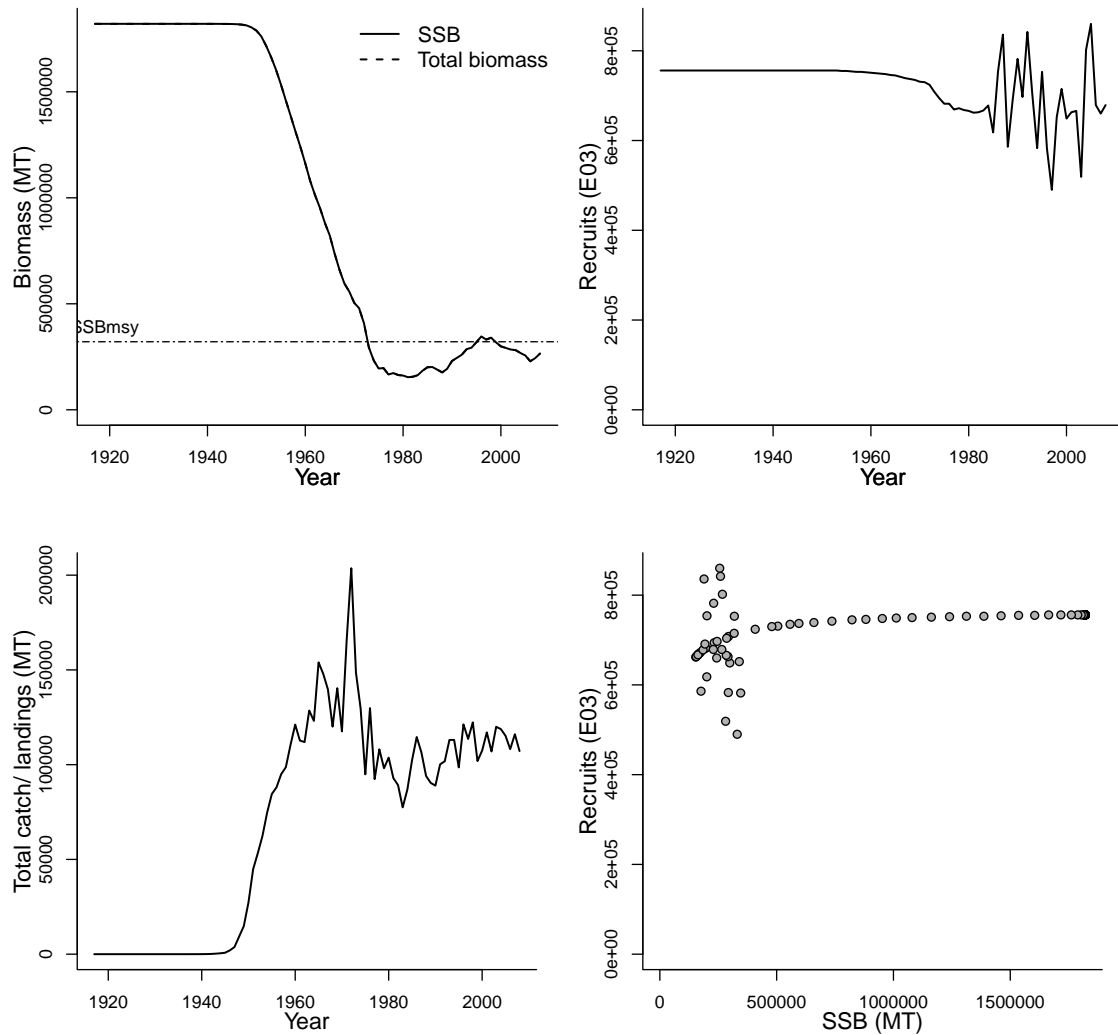 SSB
Total biomass
SSBmsy
Biomass (MT)
0
500000
1000000
1500000
1920
1940
1960
1980
2000
Year
Recruits (E03)
0e+00
2e+05
4e+05
6e+05
8e+05
1920
1940
1960
1980
2000
Year
Total catch/ landings (MT)
0
50000
100000
150000
200000
1920
1940
1960
1980
2000
Year
Recruits (E03)
0e+00
2e+05
4e+05
6e+05
8e+05
0
500000
1000000
1500000
SSB (MT)